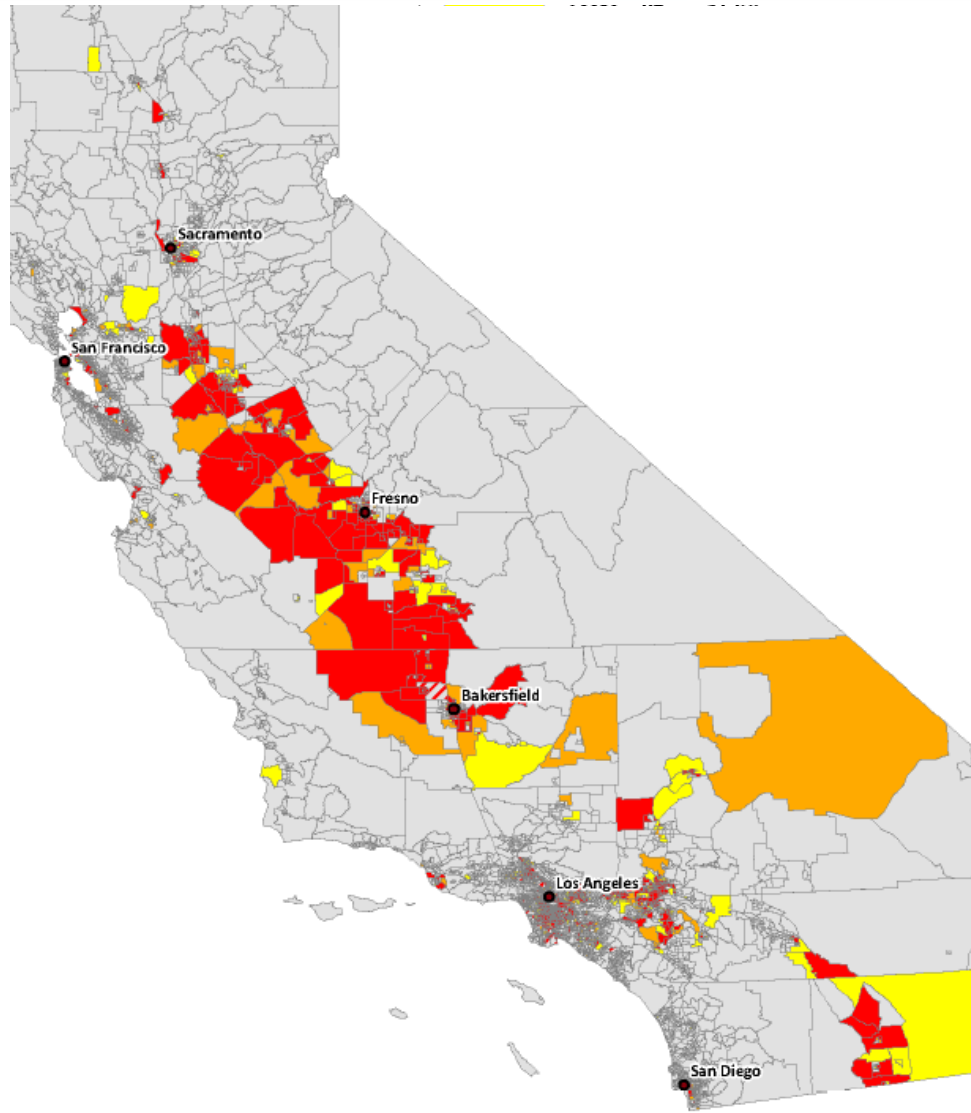 Sacramento
San Francisco
Fresno
Bakersfield
Los Angeles
San Diego